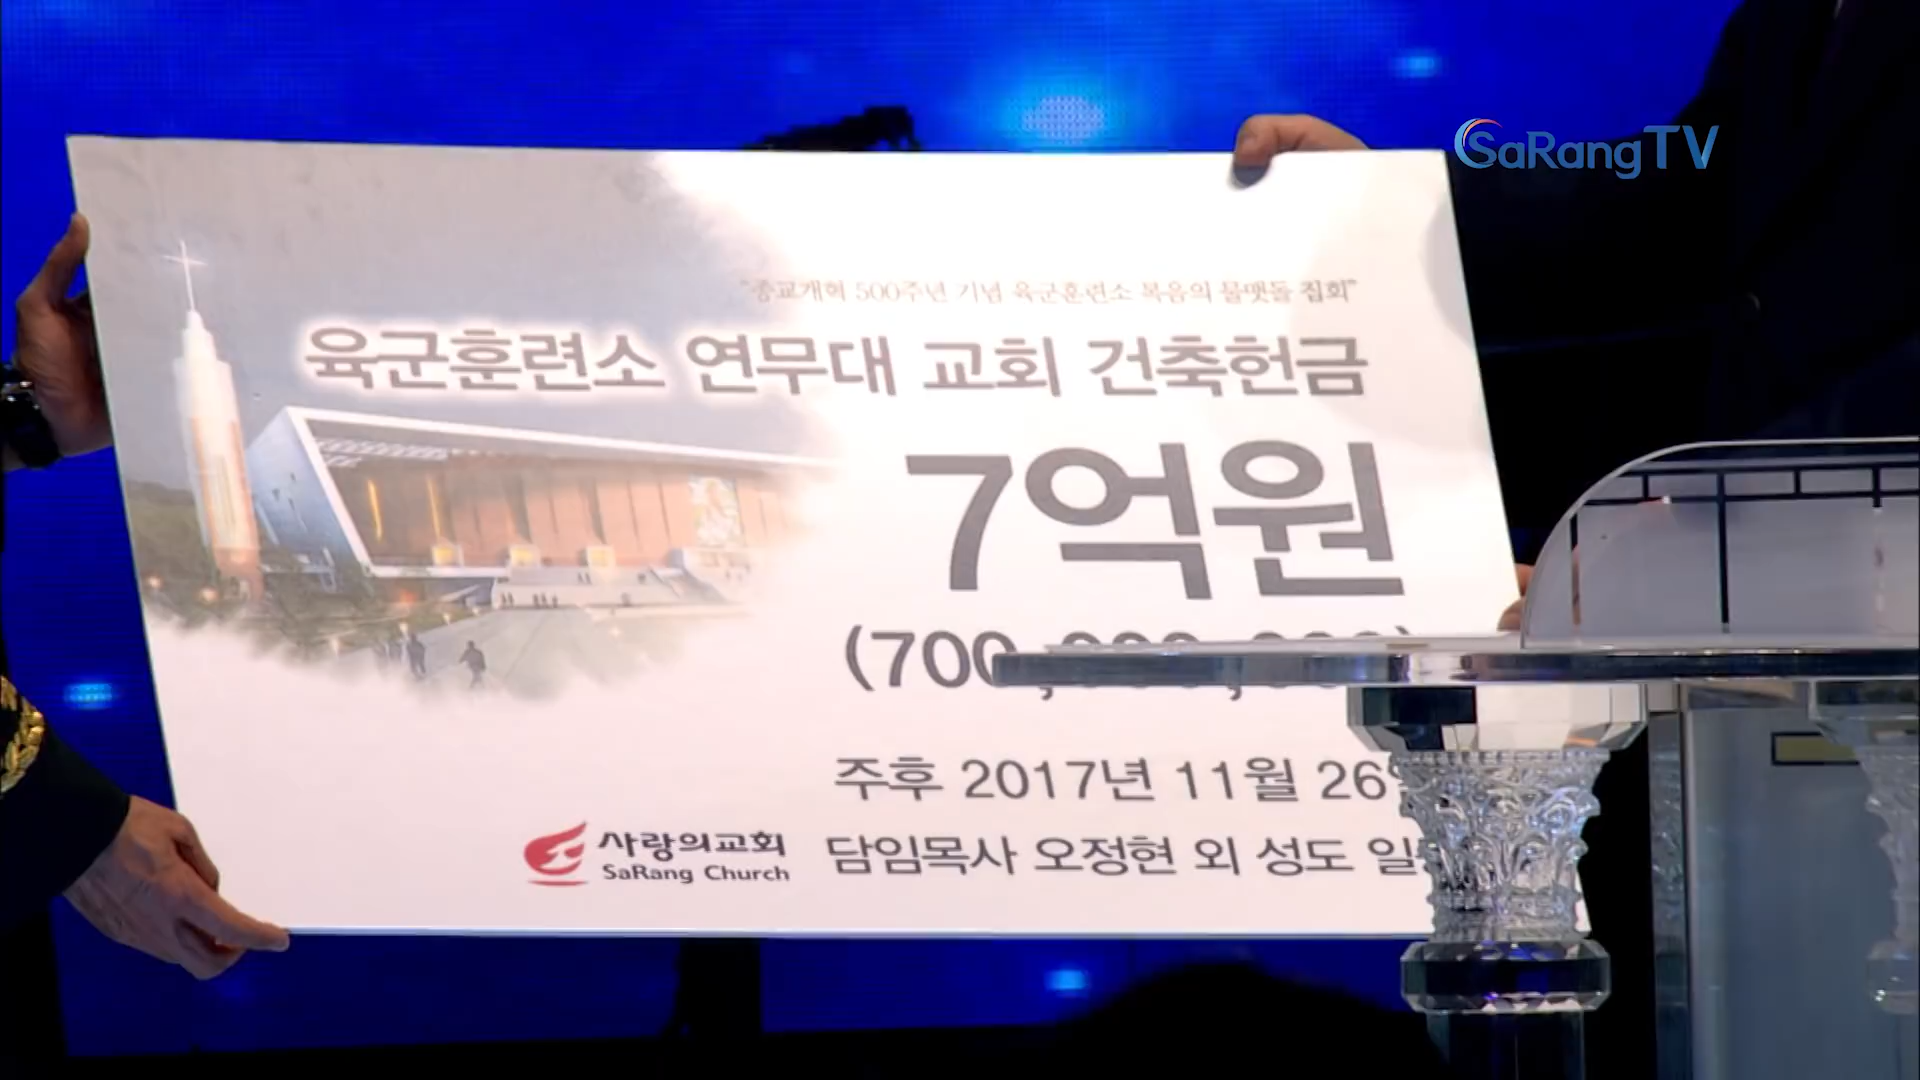 SaRangTV
"종교개혁 500주년 기념 육군훈련소 복음의 물맷돌 집회"
육군훈련소 연무대 교회 건축헌금
7억원
(700
주후 2017년 11월 26
사랑의교회
SaRang Church
담임목사 오정현 외 성도